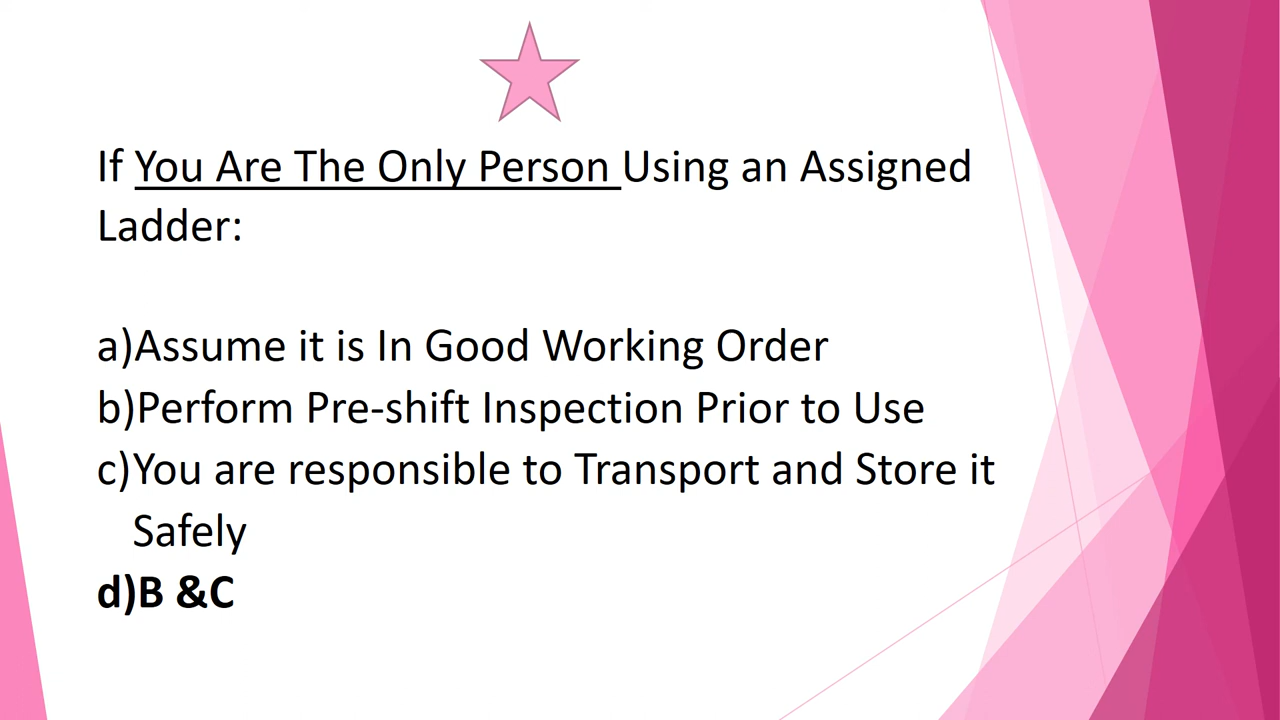 If You Are The Only Person Using an Assigned
Ladder:
a)Assume it is In Good Working Order
b)Perform Pre-shift Inspection Prior to Use
c)You are responsible to Transport and Store it
Safely
d)B &C